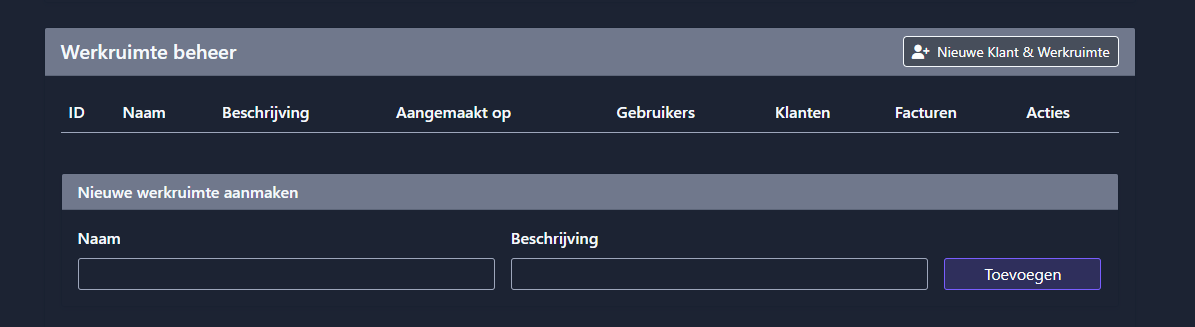 Werkruimte beheer
Nieuwe Klant & Werkruimte
ID Naam Beschrijving Aangemaakt op Gebruikers Klanten Facturen Acties
Nieuwe werkruimte aanmaken
Naam Beschrijving
Toevoegen